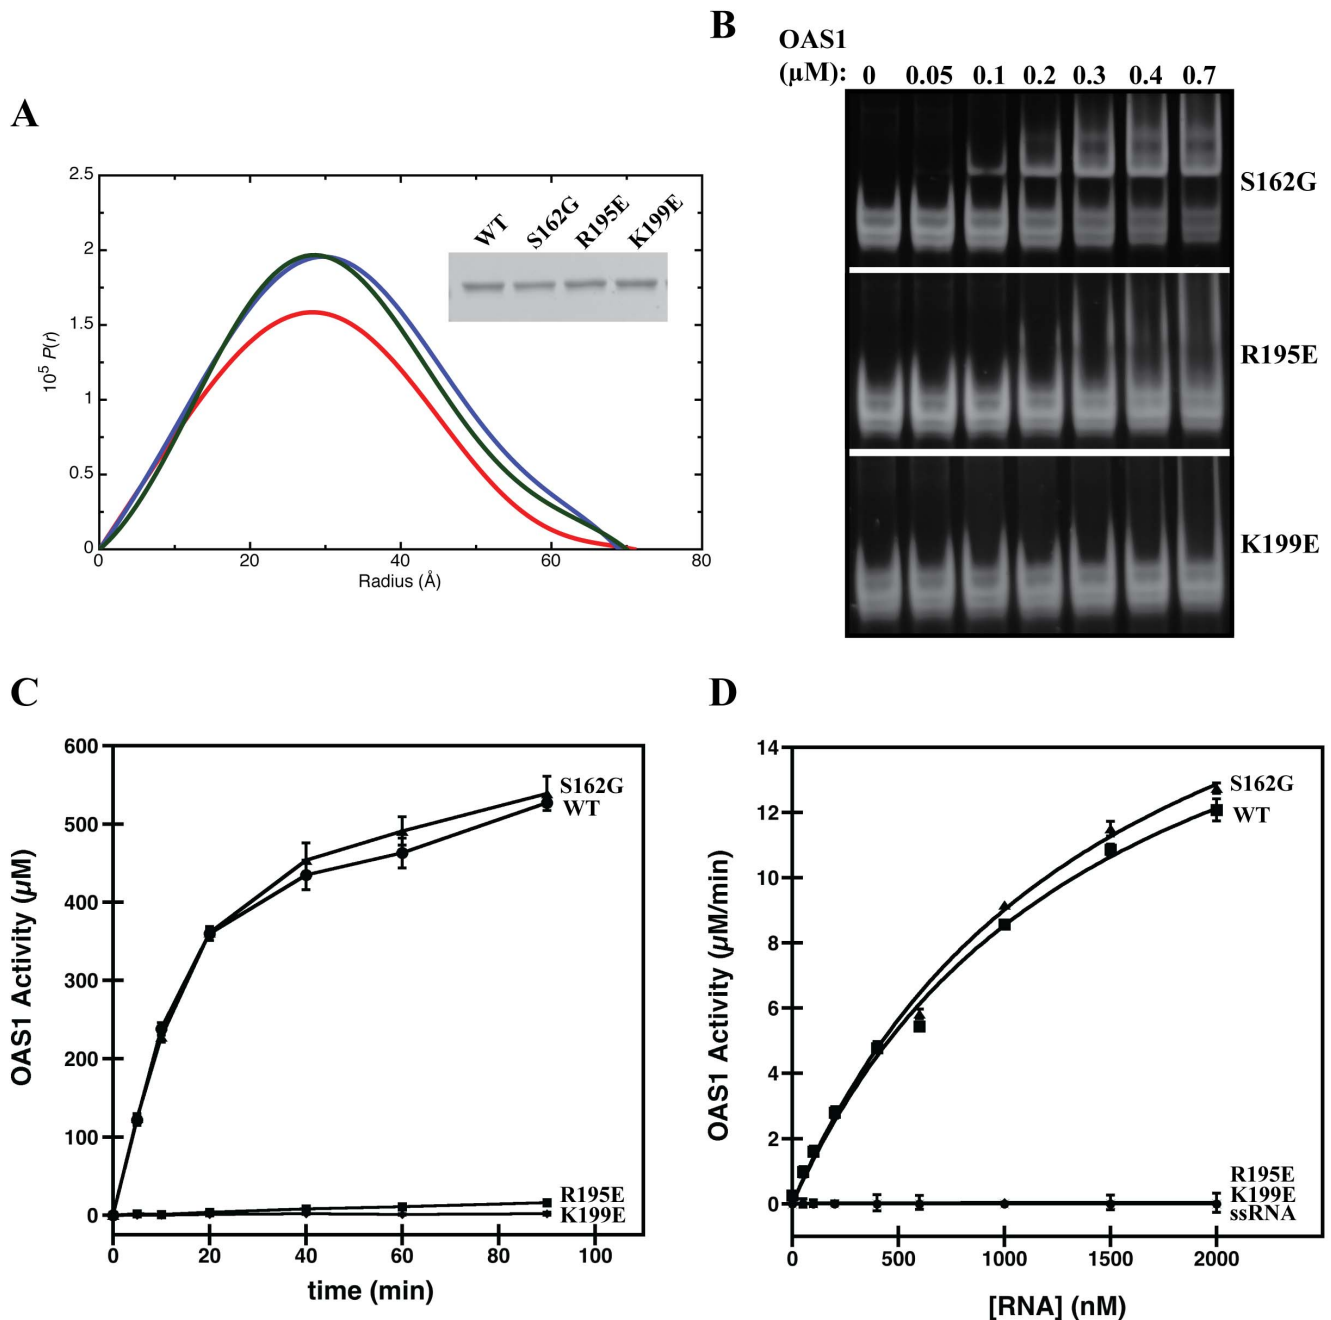 A
2.5
2
1.5
1
0.5
0
10⁵ P(r)
0 20 40 60 80
Radius (Å)
WT S162G R195E K199E
B
OAS1
(µM): 0 0.05 0.1 0.2 0.3 0.4 0.7
S162G
R195E
K199E
C
600
500
400
300
200
100
0
OAS1 Activity (µM)
S162G
WT
R195E
K199E
0 20 40 60 80 100
time (min)
D
14
12
10
8
6
4
2
0
OAS1 Activity (µM/min)
S162G
WT
R195E
K199E
ssRNA
0 500 1000 1500 2000
[RNA] (nM)